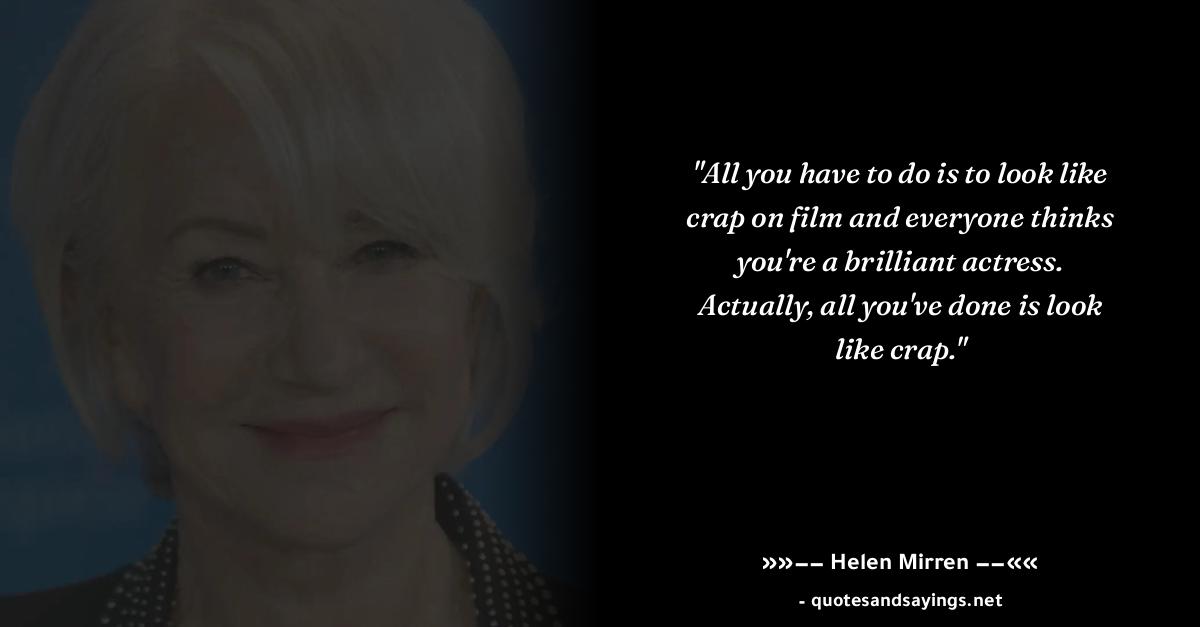 "All you have to do is to look like
crap on film and everyone thinks
you're a brilliant actress.
Actually, all you've done is look
like crap."
»»−− Helen Mirren −−««
- quotesandsayings.net